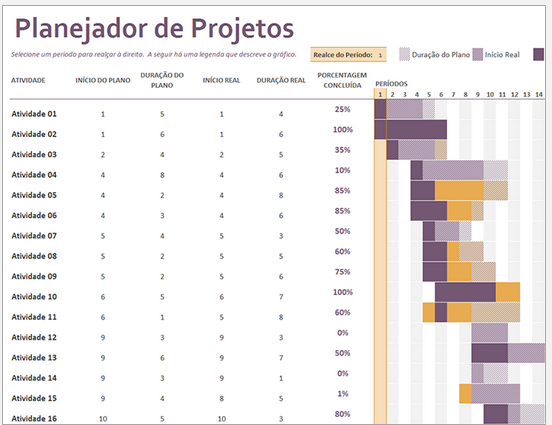 Planejador de Projetos
Selecione um período para realçar à direita. A seguir há uma legenda que descreve o gráfico.
Realce do Período: 1
Duração do Plano
Início Real
ATIVIDADE INÍCIO DO PLANO DURAÇÃO DO PLANO INÍCIO REAL DURAÇÃO REAL PORCENTAGEM CONCLUÍDA PERÍODOS
1 2 3 4 5 6 7 8 9 10 11 12 13 14
Atividade 01 1 5 1 4 25%
Atividade 02 1 6 1 6 100%
Atividade 03 2 4 2 5 35%
Atividade 04 4 8 4 6 10%
Atividade 05 4 2 4 8 85%
Atividade 06 4 3 4 6 85%
Atividade 07 5 4 5 3 50%
Atividade 08 5 2 5 5 60%
Atividade 09 5 2 5 6 75%
Atividade 10 6 5 6 7 100%
Atividade 11 6 1 5 8 60%
Atividade 12 9 3 9 3 0%
Atividade 13 9 6 9 7 50%
Atividade 14 9 3 9 1 0%
Atividade 15 9 4 8 5 1%
Atividade 16 10 5 10 3 80%